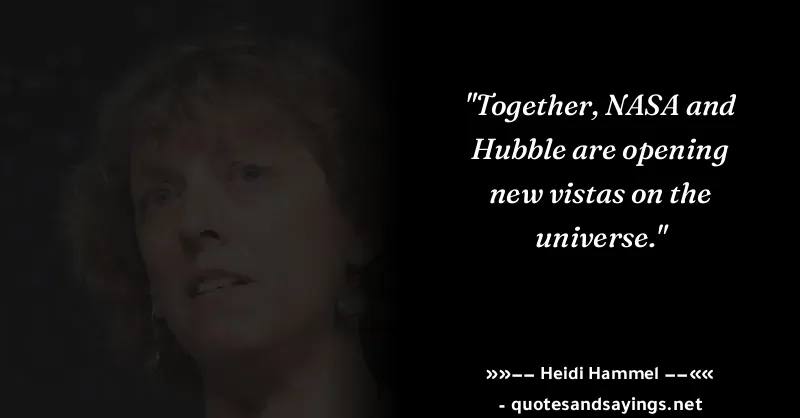 "Together, NASA and
Hubble are opening
new vistas on the
universe."
»»−− Heidi Hammel −−««
- quotesandsayings.net